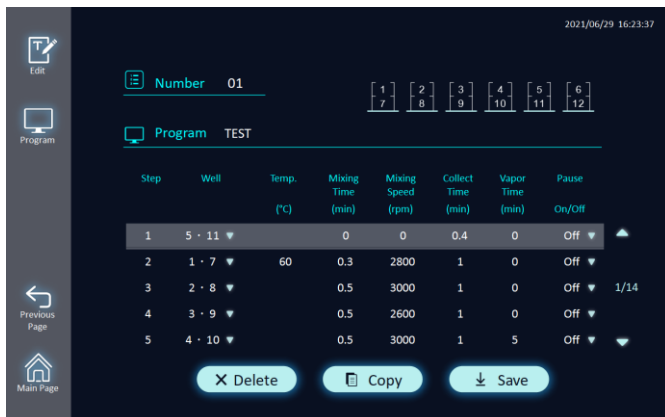 2021/06/29 16:23:37
Edit
Number 01
1 2 3 4 5 6
7 8 9 10 11 12
Program
Program TEST
Step Well Temp. Mixing Mixing Collect Vapor Pause
Time Speed Time Time
(°C) (min) (rpm) (min) (min) On/Off
1 5 · 11 0 0 0.4 0 Off
2 1 · 7 60 0.3 2800 1 0 Off
3 2 · 8 0.5 3000 1 0 Off 1/14
4 3 · 9 0.5 2600 1 0 Off
5 4 · 10 0.5 3000 1 5 Off
Previous
Page
Main Page
Delete Copy Save